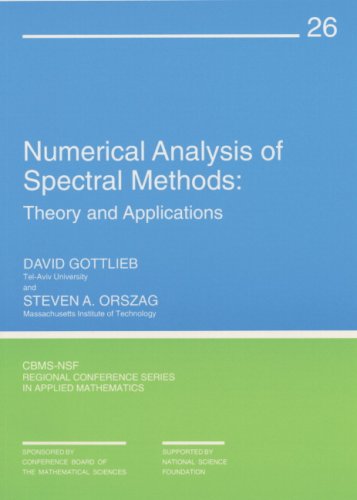 26
Numerical Analysis of
Spectral Methods:
Theory and Applications
DAVID GOTTLIEB
Tel-Aviv University
and
STEVEN A. ORSZAG
Massachusetts Institute of Technology
CBMS-NSF
REGIONAL CONFERENCE SERIES
IN APPLIED MATHEMATICS
SPONSORED BY
CONFERENCE BOARD OF
THE MATHEMATICAL SCIENCES
SUPPORTED BY
NATIONAL SCIENCE
FOUNDATION